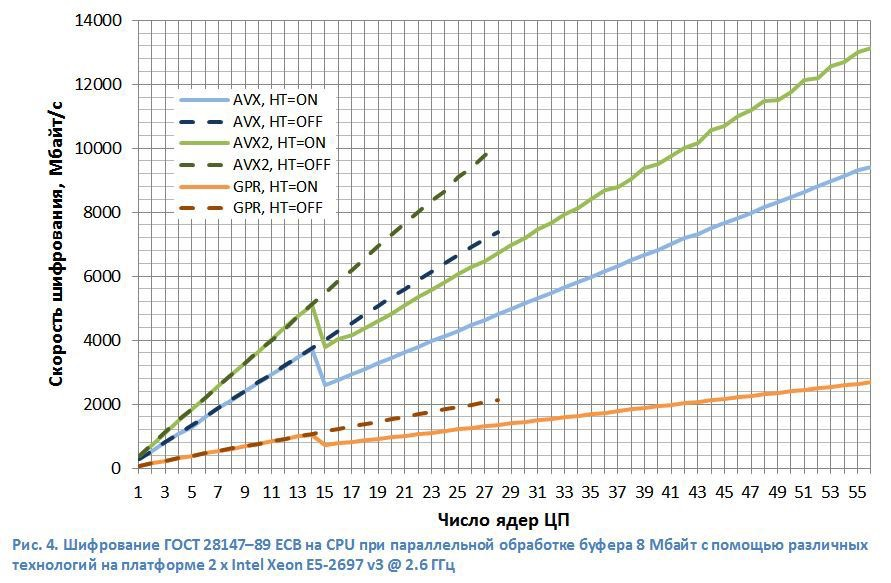 14000
12000
10000
8000
6000
4000
2000
0
Скорость шифрования, Мбайт/с
AVX, HT=ON
AVX, HT=OFF
AVX2, HT=ON
AVX2, HT=OFF
GPR, HT=ON
GPR, HT=OFF
1 3 5 7 9 11 13 15 17 19 21 23 25 27 29 31 33 35 37 39 41 43 45 47 49 51 53 55
Число ядер ЦП
Рис. 4. Шифрование ГОСТ 28147–89 ECB на CPU при параллельной обработке буфера 8 Мбайт с помощью различных
технологий на платформе 2 x Intel Xeon E5-2697 v3 @ 2.6 ГГц